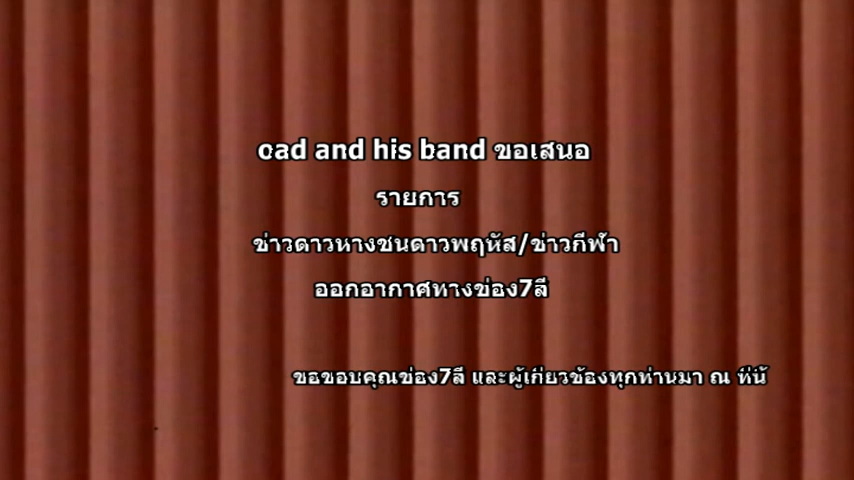 oad and his band ขอเสนอ
รายการ
ข่าวดาวหางชนดาวพฤหัส/ข่าวกีฬา
ออกอากาศทางช่อง7สี
ขอขอบคุณช่อง7สี และผู้เกี่ยวข้องทุกท่านมา ณ ที่นี้